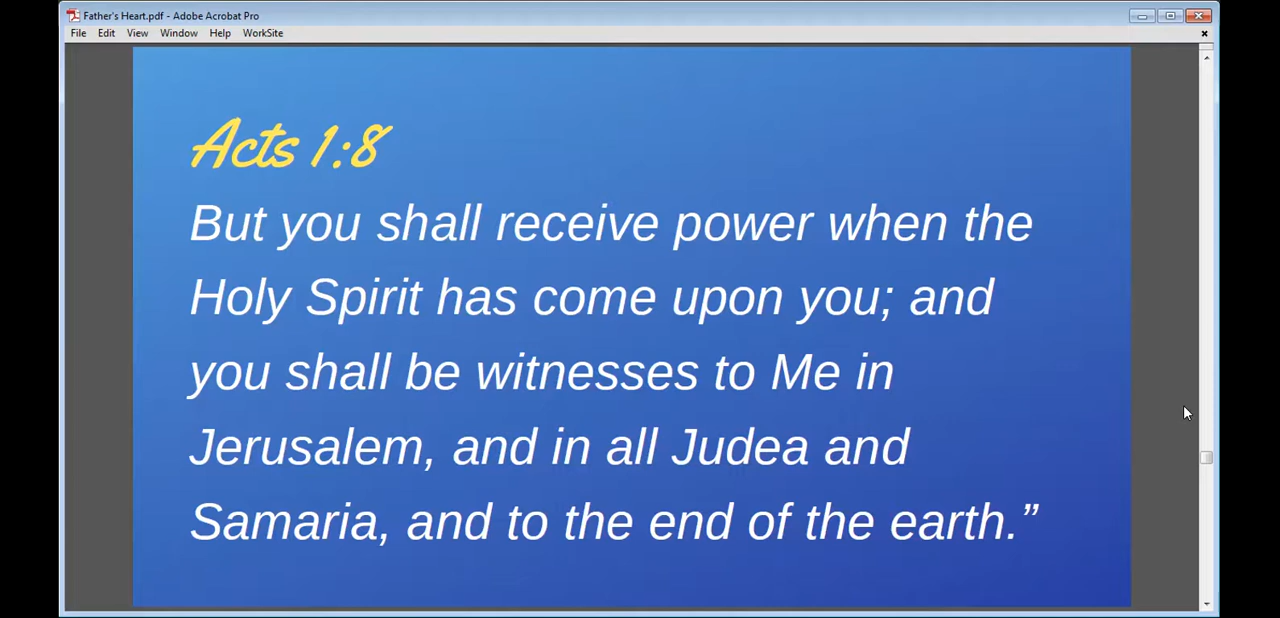 Father's Heart.pdf - Adobe Acrobat Pro
File Edit View Window Help WorkSite
Acts 1:8
But you shall receive power when the
Holy Spirit has come upon you; and
you shall be witnesses to Me in
Jerusalem, and in all Judea and
Samaria, and to the end of the earth.”